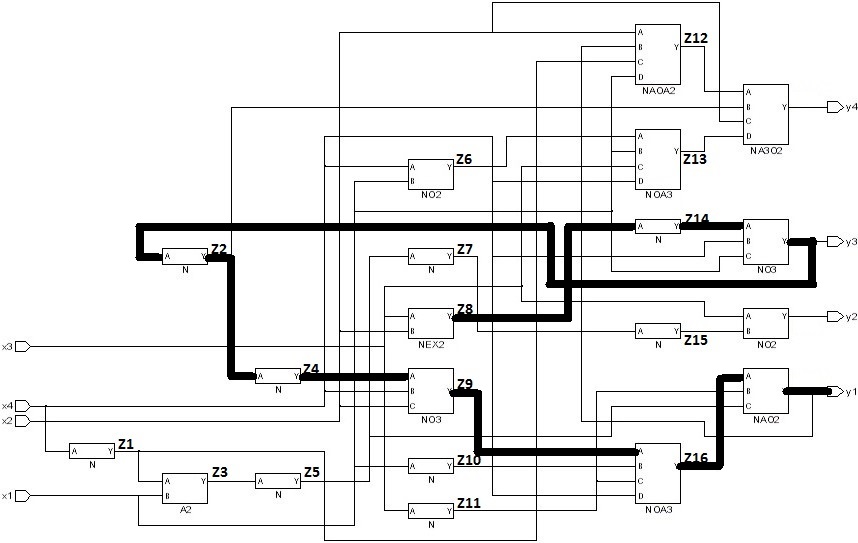 A
B Y Z12
C
D
NAOA2
A
B Y y4
C
D
NA3O2
A
B Y Z13
C
D
NOA3
A Y Z6
B
NO2
A Y Z14
N
A
B Y y3
C
NO3
A Y Z2
N
A Y Z7
N
A Y Z8
B
NEX2
A Y Z15
N
A Y y2
B
NO2
x3
A Y Z4
N
A
B Y Z9
C
NO3
A
B Y y1
C
NAO2
x4
x2
A Y Z1
N
A Y Z3
B
A2
A Y Z5
N
A Y Z10
N
A
B Y Z16
C
D
NOA3
x1
A Y Z11
N